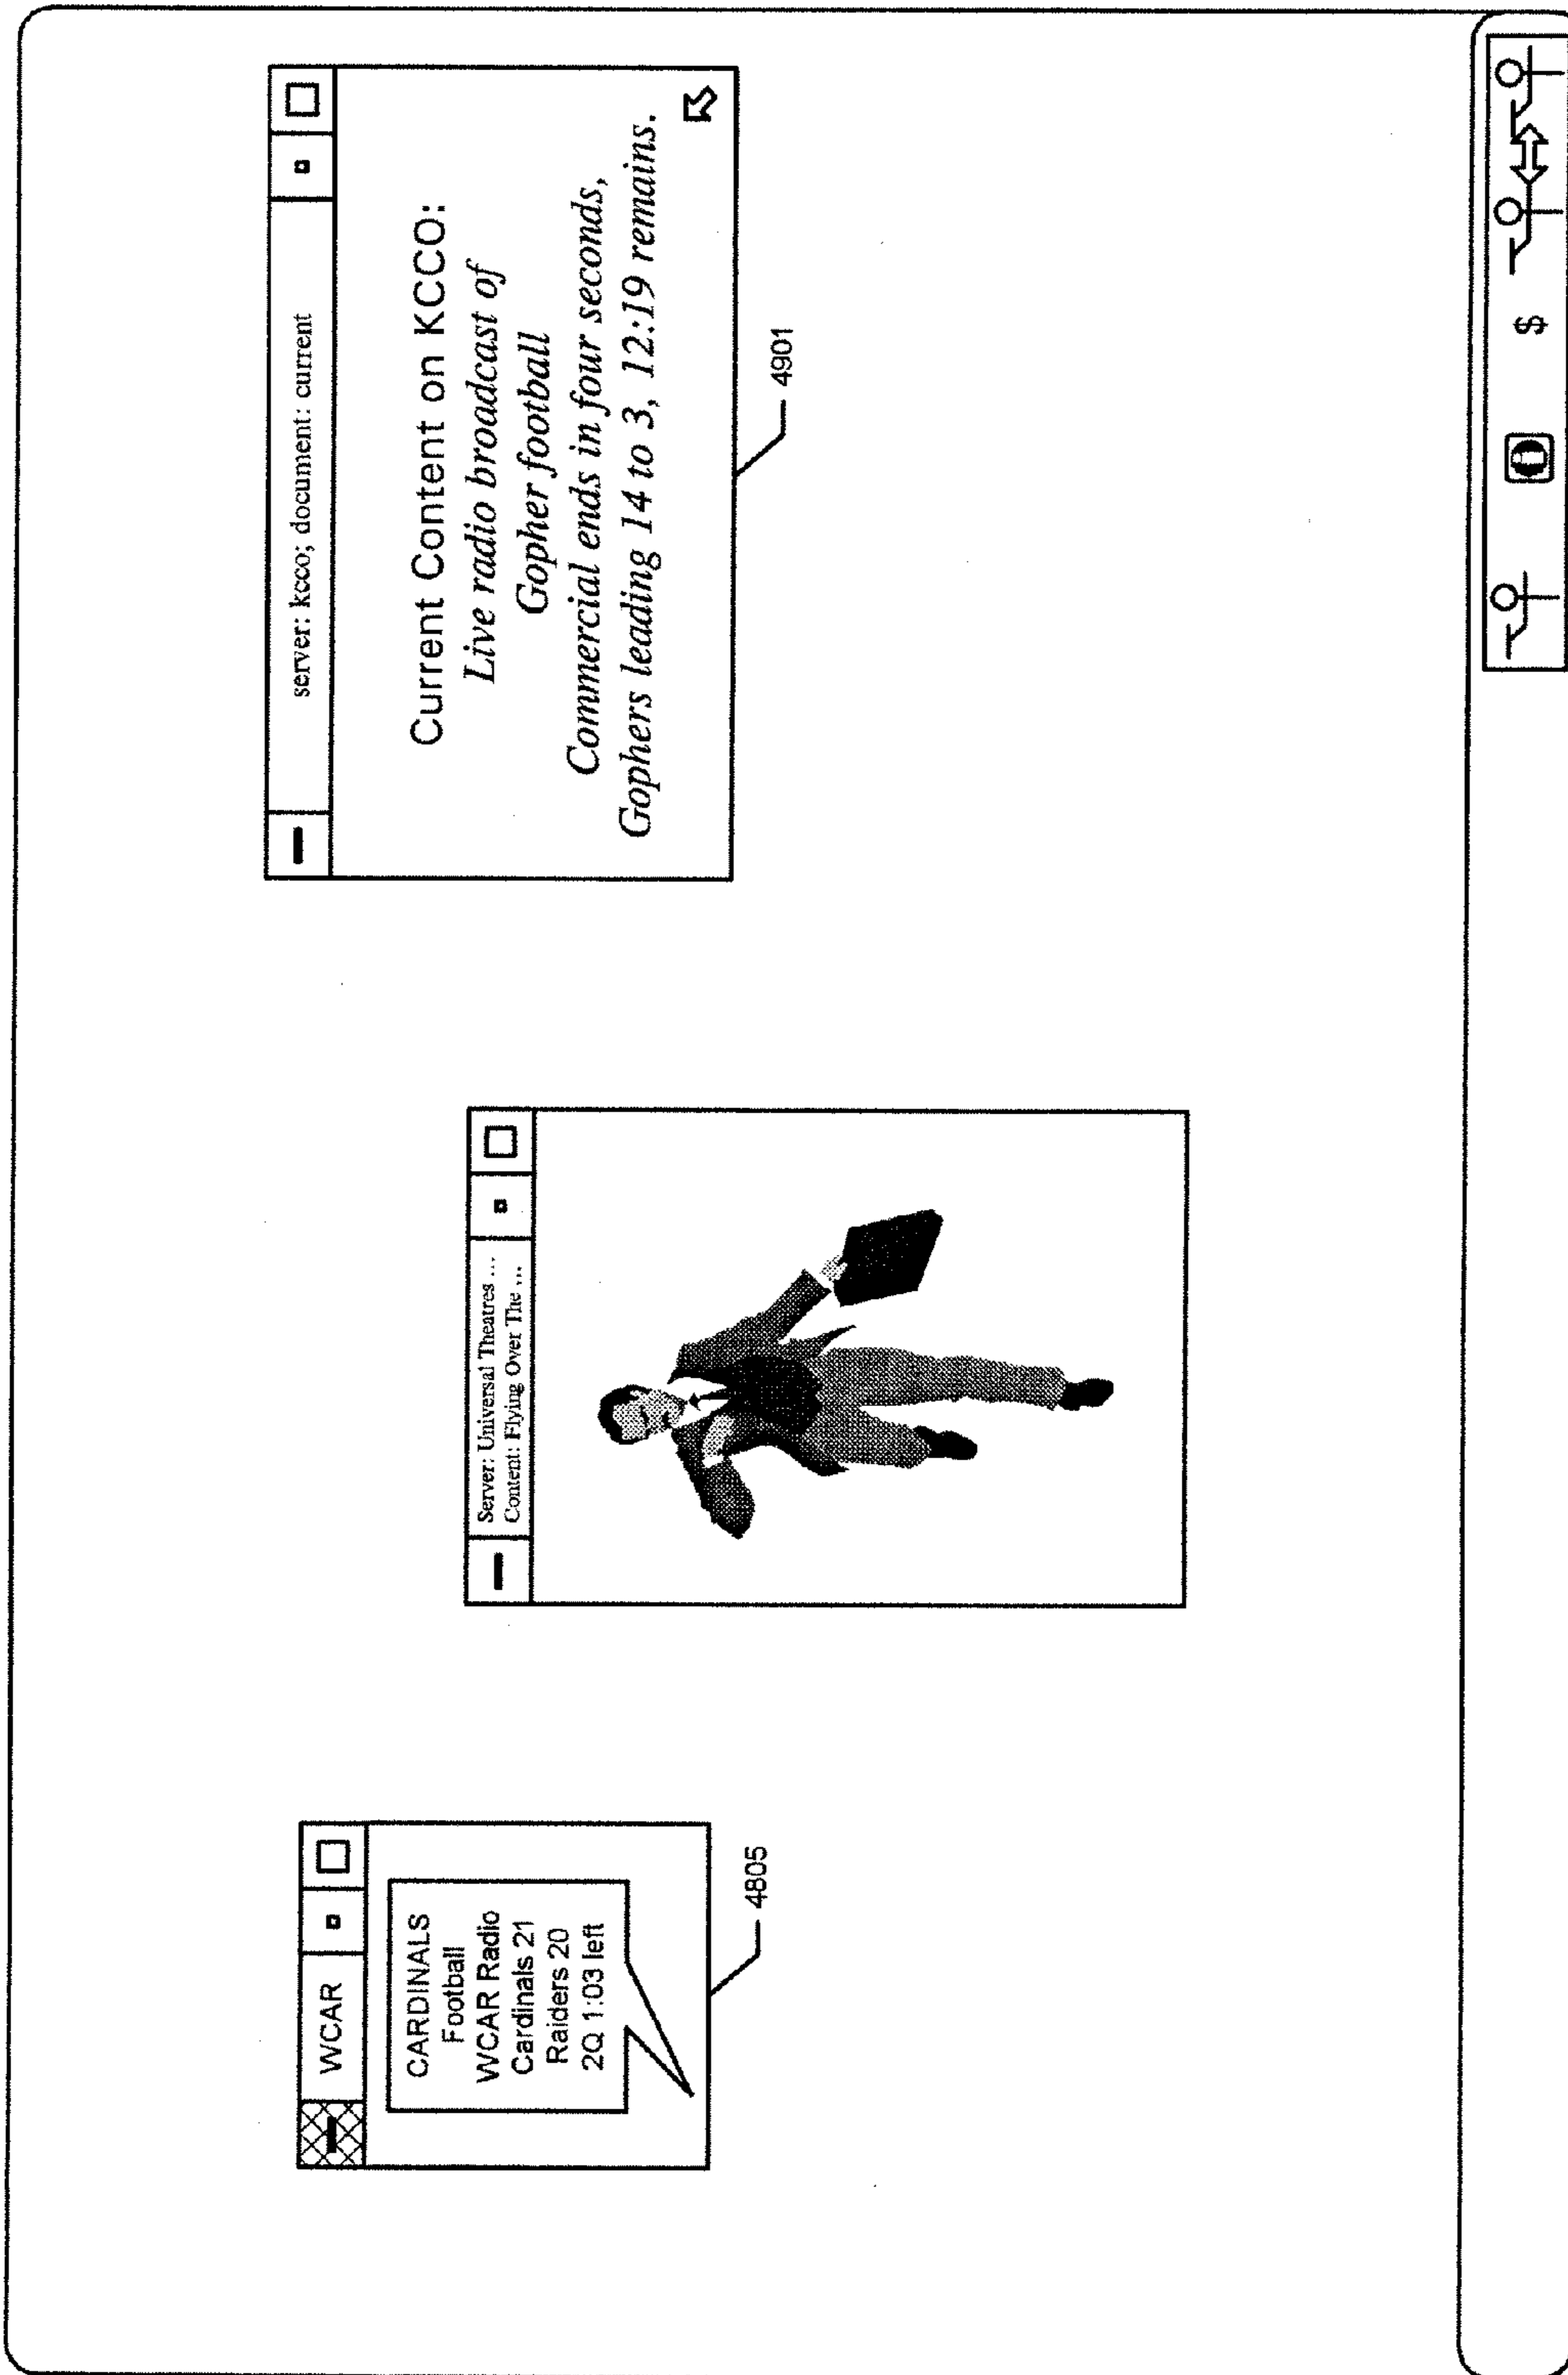 WCAR
CARDINALS
Football
WCAR Radio
Cardinals 21
Raiders 20
2Q 1:03 left
4805
Server: Universal Theatres ...
Content: Flying Over The ...
server: kcco; document: current
Current Content on KCCO:
Live radio broadcast of
Gopher football
Commercial ends in four seconds,
Gophers leading 14 to 3, 12:19 remains.
4901
$